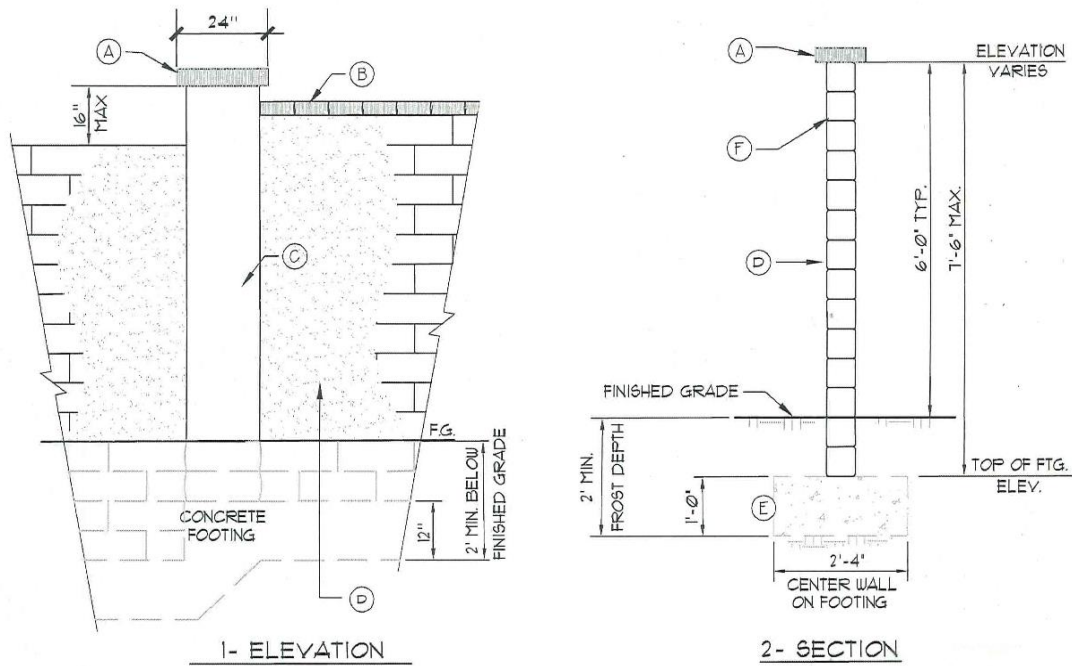 24"
A
B
16"
MAX
C
F.G.
CONCRETE
FOOTING
12"
2' MIN. BELOW
FINISHED GRADE
D
1- ELEVATION
A
ELEVATION
VARIES
F
6'-0" TYP.
7'-6" MAX.
D
FINISHED GRADE
2' MIN.
FROST DEPTH
1'-0"
E
TOP OF FTG.
ELEV.
2'-4"
CENTER WALL
ON FOOTING
2- SECTION